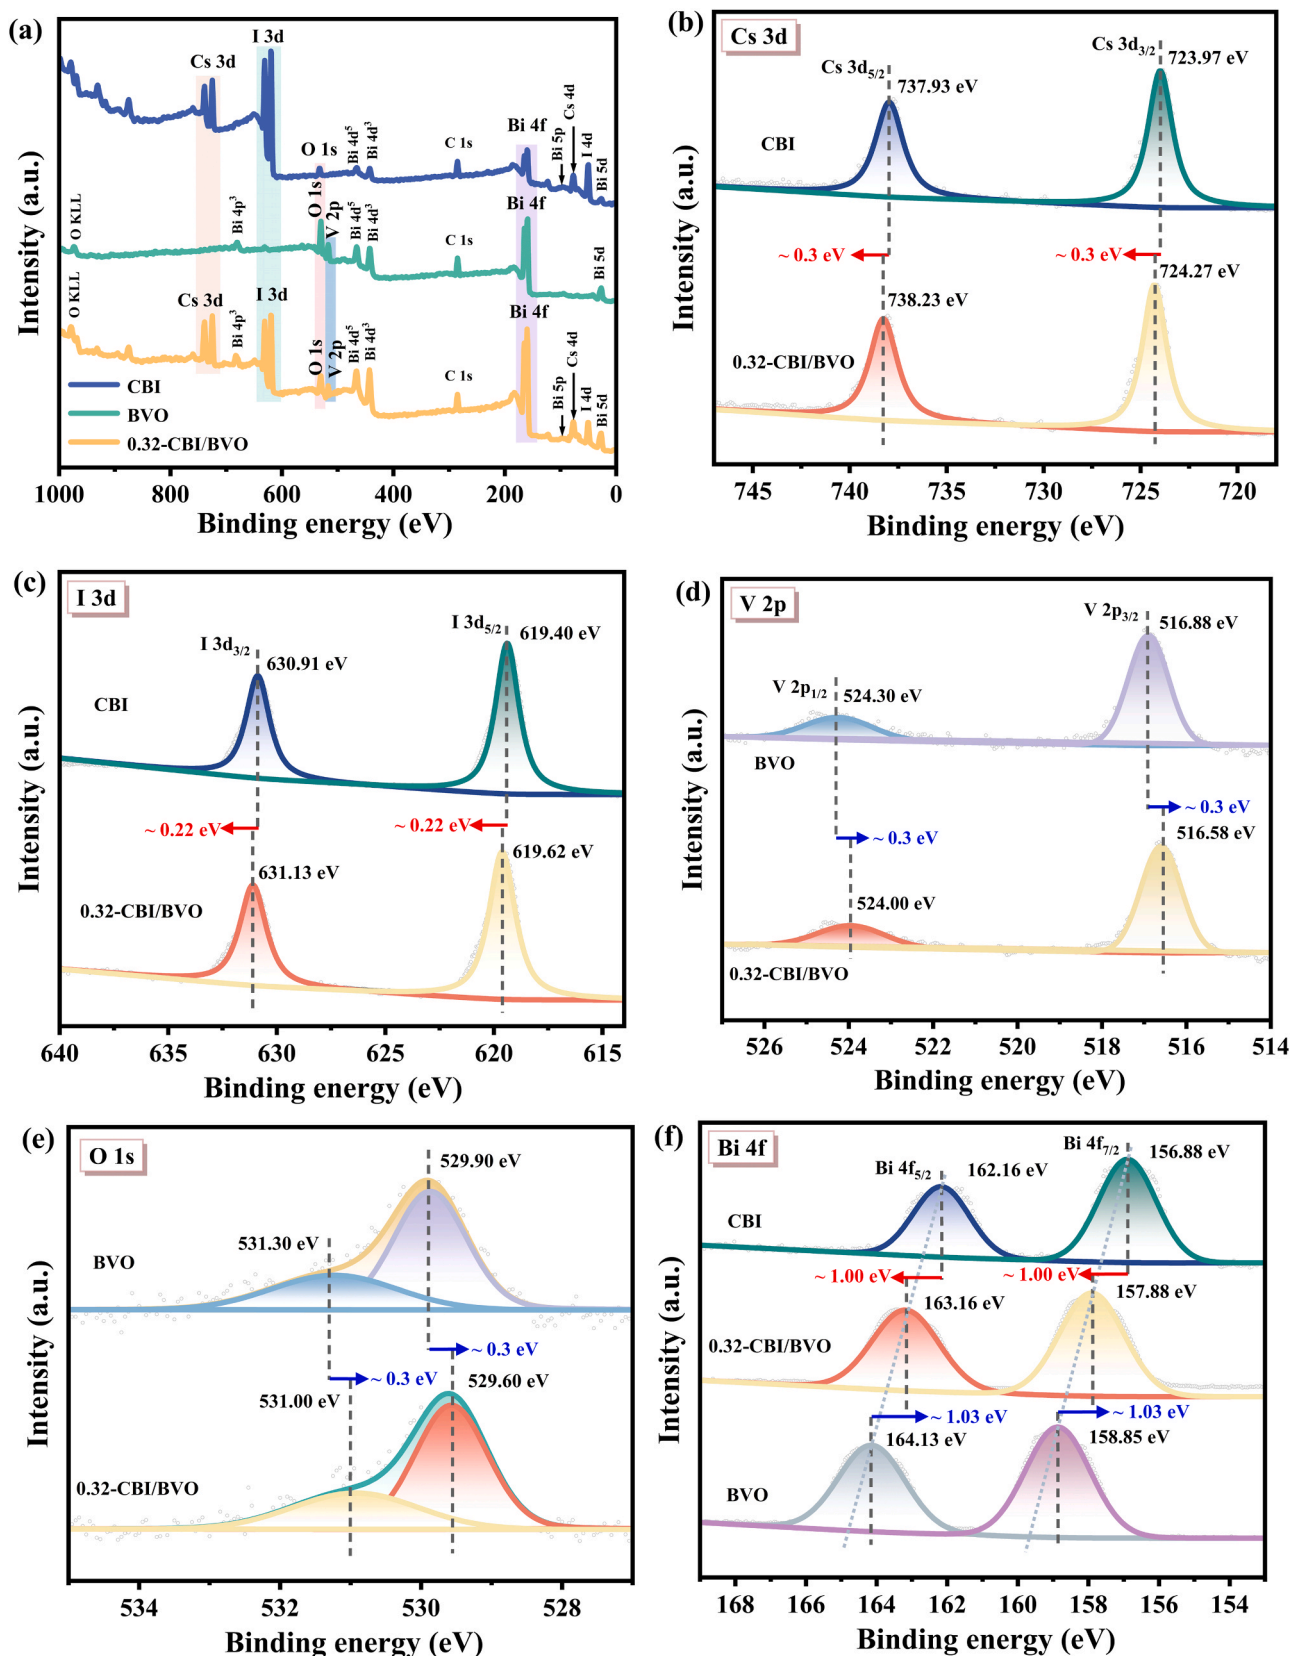 (a)
I 3d
Cs 3d
O 1s
Bi 4d⁵
Bi 4d³
C 1s
Bi 4f
Bi 5p
Cs 4d
I 4d
Bi 5d
O KLL
Bi 4p³
O 1s
V 2p
Bi 4d⁵
Bi 4d³
C 1s
Bi 4f
Bi 5d
O KLL
Cs 3d
Bi 4p³
I 3d
O 1s
V 2p
Bi 4d⁵
Bi 4d³
C 1s
Bi 4f
Bi 5p
Cs 4d
I 4d
Bi 5d
CBI
BVO
0.32-CBI/BVO
1000 800 600 400 200 0
Binding energy (eV)
Intensity (a.u.)
(b)
Cs 3d
Cs 3d₅/₂
737.93 eV
Cs 3d₃/₂
723.97 eV
CBI
~ 0.3 eV
~ 0.3 eV
738.23 eV
724.27 eV
0.32-CBI/BVO
745 740 735 730 725 720
Binding energy (eV)
Intensity (a.u.)
(c)
I 3d
I 3d₃/₂
630.91 eV
I 3d₅/₂
619.40 eV
CBI
~ 0.22 eV
~ 0.22 eV
631.13 eV
619.62 eV
0.32-CBI/BVO
640 635 630 625 620 615
Binding energy (eV)
Intensity (a.u.)
(d)
V 2p
V 2p₃/₂
516.88 eV
V 2p₁/₂
524.30 eV
BVO
~ 0.3 eV
~ 0.3 eV
516.58 eV
524.00 eV
0.32-CBI/BVO
526 524 522 520 518 516 514
Binding energy (eV)
Intensity (a.u.)
(e)
O 1s
529.90 eV
531.30 eV
BVO
~ 0.3 eV
~ 0.3 eV
531.00 eV
529.60 eV
0.32-CBI/BVO
534 532 530 528
Binding energy (eV)
Intensity (a.u.)
(f)
Bi 4f
Bi 4f₅/₂
162.16 eV
Bi 4f₇/₂
156.88 eV
CBI
~ 1.00 eV
~ 1.00 eV
163.16 eV
157.88 eV
0.32-CBI/BVO
~ 1.03 eV
~ 1.03 eV
164.13 eV
158.85 eV
BVO
168 166 164 162 160 158 156 154
Binding energy (eV)
Intensity (a.u.)